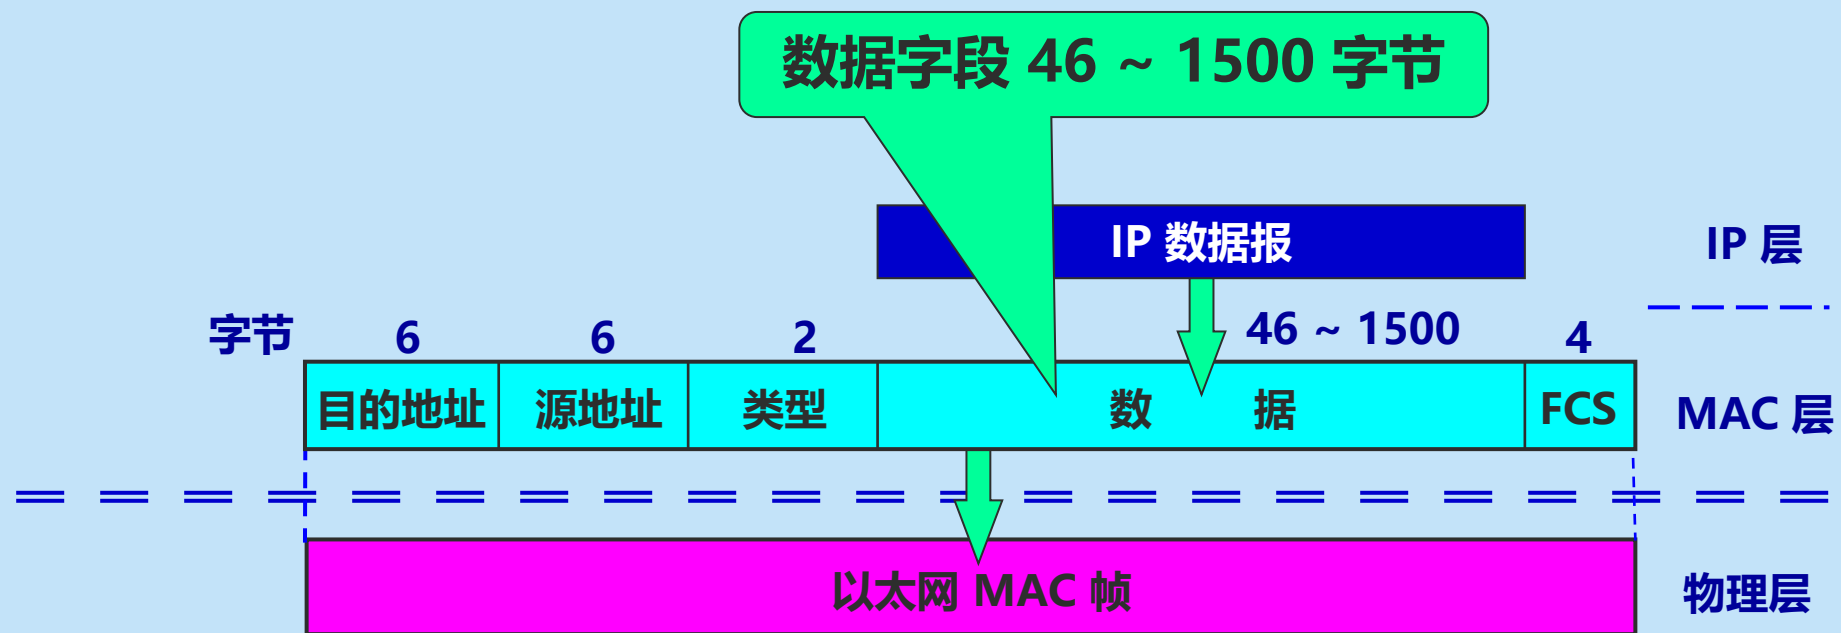 数据字段 46 ~ 1500 字节
IP 数据报
IP 层
字节 6 6 2 46 ~ 1500 4
目的地址 源地址 类型 数 据 FCS
MAC 层
以太网 MAC 帧
物理层